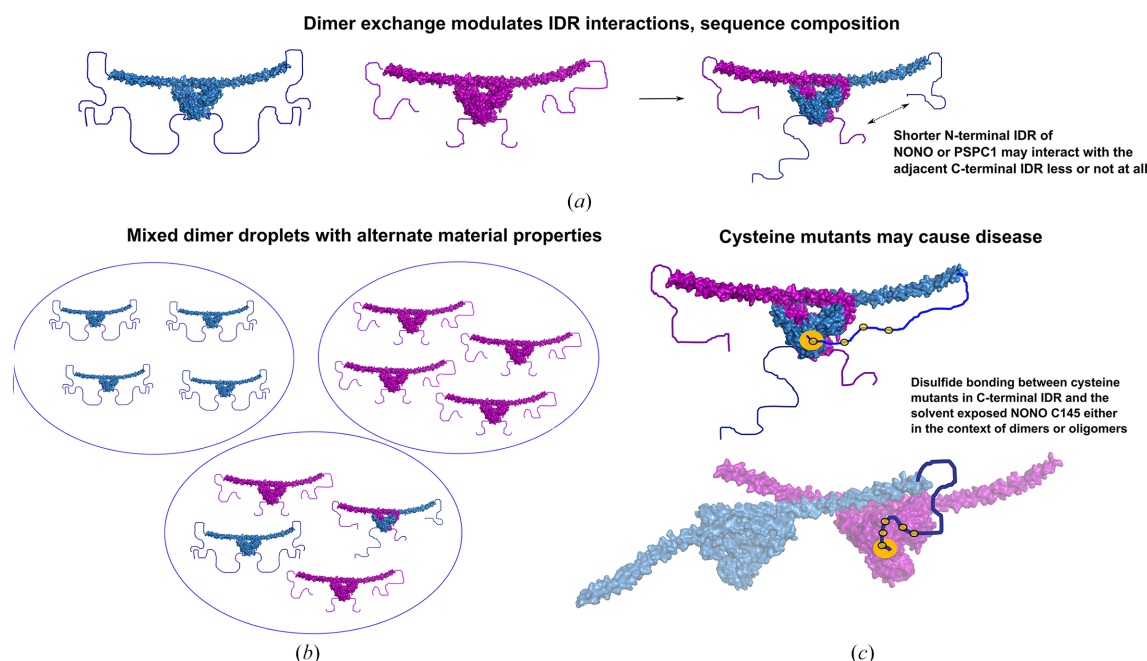 Dimer exchange modulates IDR interactions, sequence composition
Shorter N-terminal IDR of
NONO or PSPC1 may interact with the
adjacent C-terminal IDR less or not at all
(a)
Mixed dimer droplets with alternate material properties
Cysteine mutants may cause disease
Disulfide bonding between cysteine
mutants in C-terminal IDR and the
solvent exposed NONO C145 either
in the context of dimers or oligomers
(b)
(c)